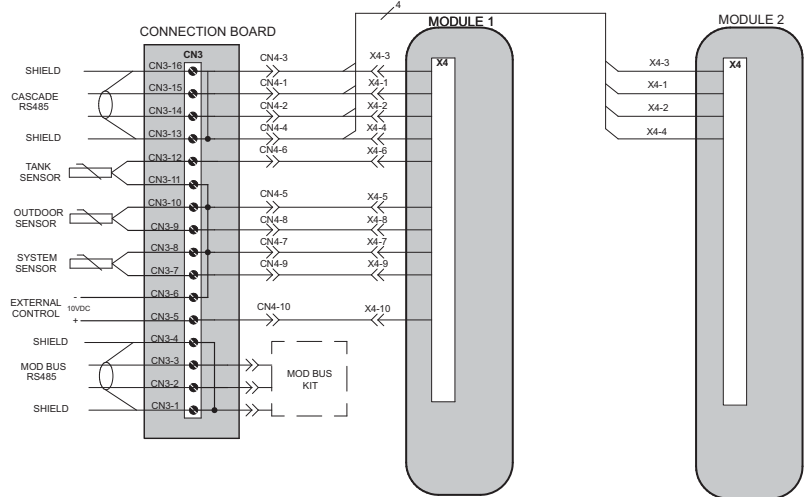 4
CONNECTION BOARD
MODULE 1
MODULE 2
CN3
X4
X4
SHIELD
CN3-16
CN4-3
X4-3
X4-3
CASCADE
RS485
CN3-15
CN4-1
X4-1
X4-1
CN3-14
CN4-2
X4-2
X4-2
SHIELD
CN3-13
CN4-4
X4-4
X4-4
TANK
SENSOR
CN3-12
CN4-6
X4-6
CN3-11
OUTDOOR
SENSOR
CN3-10
CN4-5
X4-5
CN3-9
CN4-8
X4-8
SYSTEM
SENSOR
CN3-8
CN4-7
X4-7
CN3-7
CN4-9
X4-9
EXTERNAL
CONTROL
10VDC
-
+
CN3-6
CN3-5
CN4-10
X4-10
SHIELD
CN3-4
MOD BUS
RS485
CN3-3
CN3-2
SHIELD
CN3-1
MOD BUS
KIT